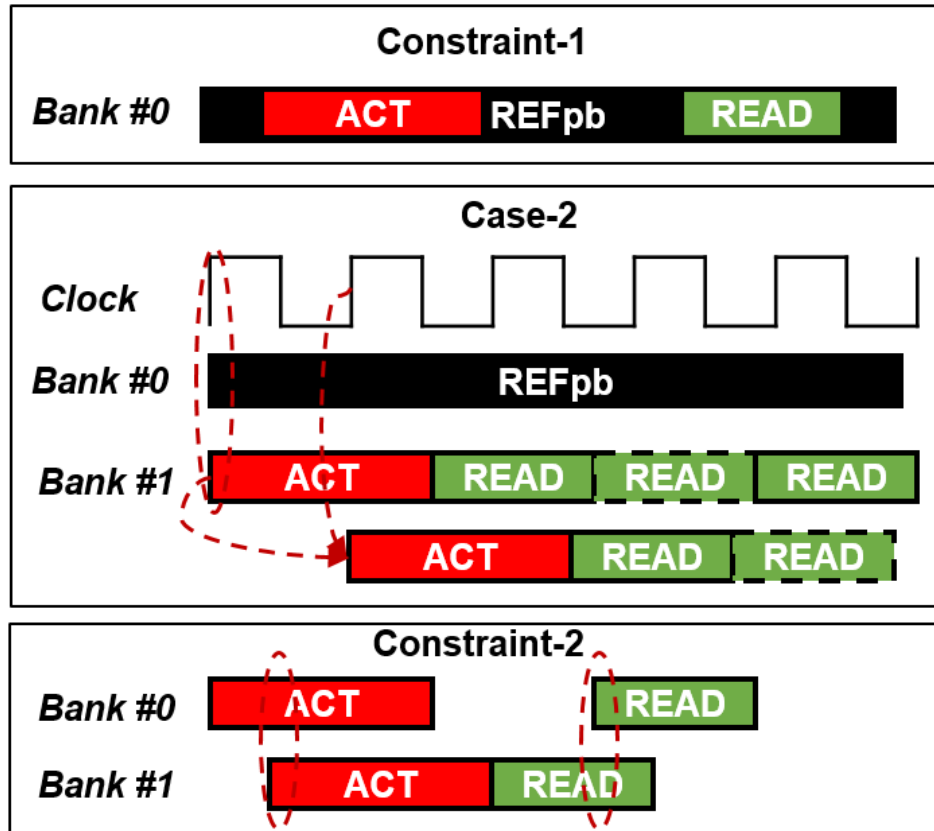 Constraint-1
Bank #0 ACT REFpb READ
Case-2
Clock
Bank #0 REFpb
Bank #1 ACT READ READ READ
ACT READ READ
Constraint-2
Bank #0 ACT READ
Bank #1 ACT READ